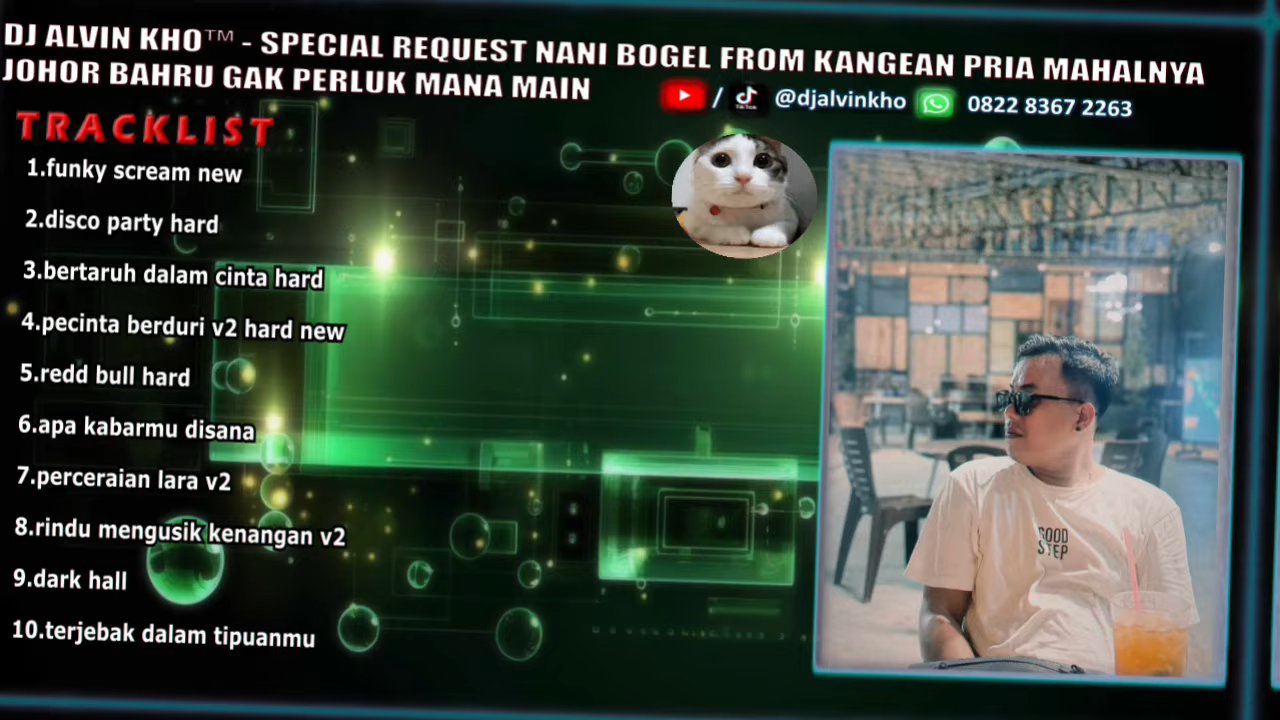 DJ ALVIN KHO™ - SPECIAL REQUEST NANI BOGEL FROM KANGEAN PRIA MAHALNYA
JOHOR BAHRU GAK PERLUK MANA MAIN
/ TikTok @djalvinkho 0822 8367 2263
TRACKLIST
1.funky scream new
2.disco party hard
3.bertaruh dalam cinta hard
4.pecinta berduri v2 hard new
5.redd bull hard
6.apa kabarmu disana
7.perceraian lara v2
8.rindu mengusik kenangan v2
9.dark hall
10.terjebak dalam tipuanmu
GOOD
STEP